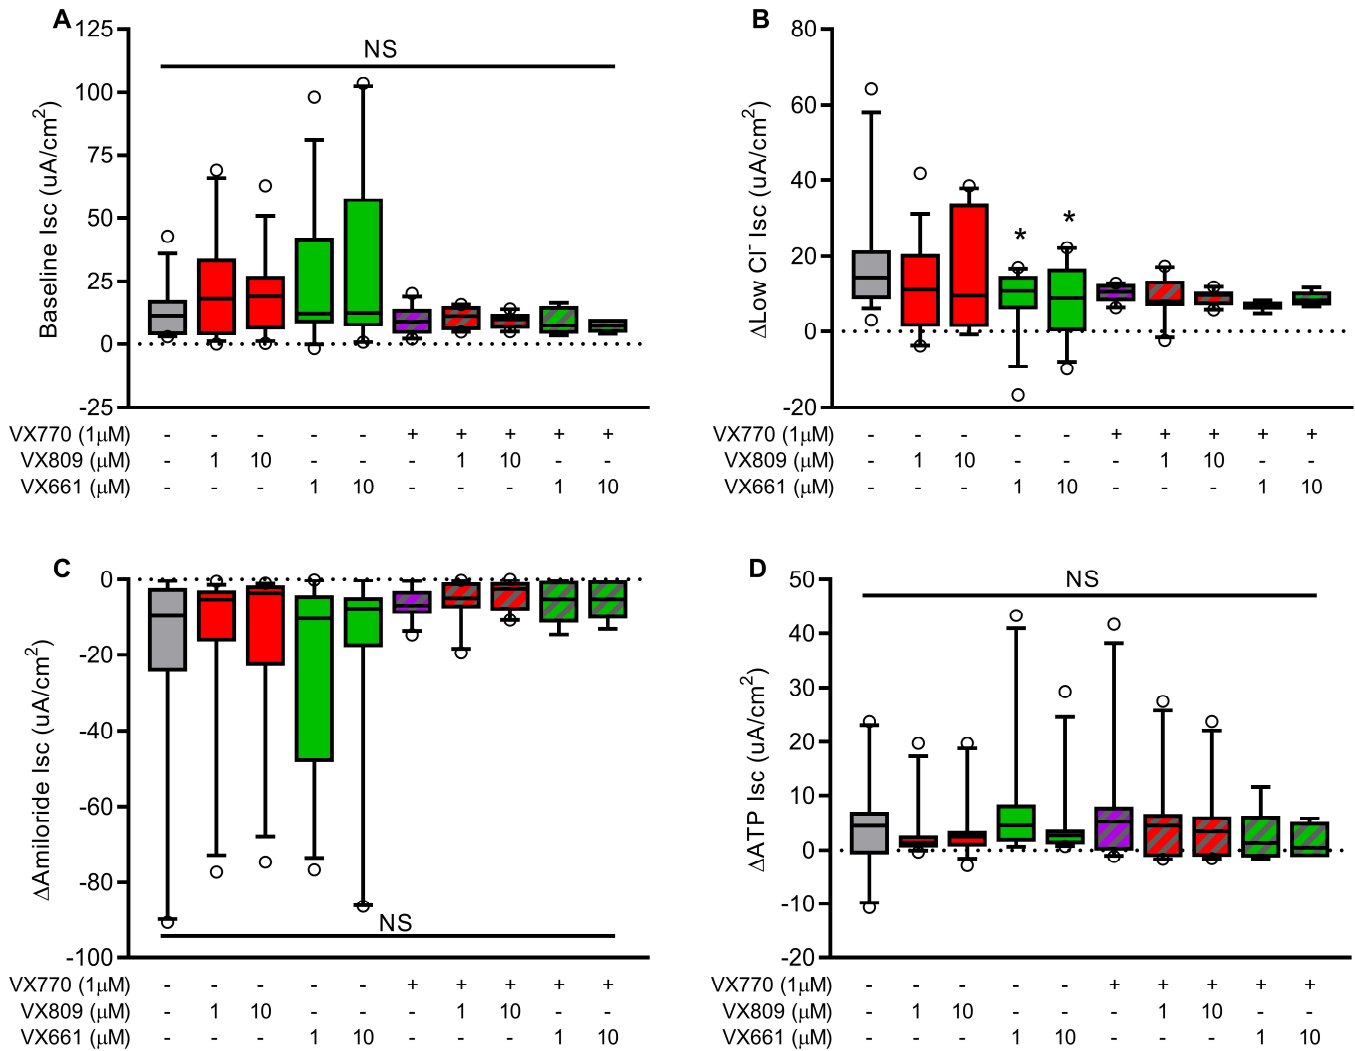 A
Baseline Isc (uA/cm²)
125
100
75
50
25
0
-25
NS
VX770 (1μM) - - - - - + + + + +
VX809 (μM) - 1 10 - - - 1 10 - -
VX661 (μM) - - - 1 10 - - - 1 10
B
ΔLow Cl⁻ Isc (uA/cm²)
80
60
40
20
0
-20
* *
VX770 (1μM) - - - - - + + + + +
VX809 (μM) - 1 10 - - - 1 10 - -
VX661 (μM) - - - 1 10 - - - 1 10
C
ΔAmiloride Isc (uA/cm²)
0
-20
-40
-60
-80
-100
NS
VX770 (1μM) - - - - - + + + + +
VX809 (μM) - 1 10 - - - 1 10 - -
VX661 (μM) - - - 1 10 - - - 1 10
D
ΔATP Isc (uA/cm²)
50
40
30
20
10
0
-10
-20
NS
VX770 (1μM) - - - - - + + + + +
VX809 (μM) - 1 10 - - - 1 10 - -
VX661 (μM) - - - 1 10 - - - 1 10